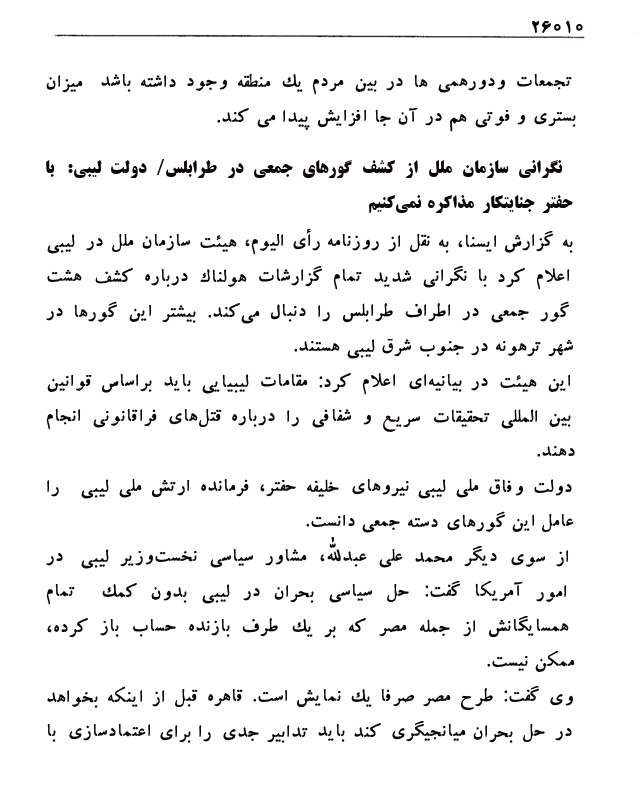 ۲۶۰۱۰
تجمعات ودورهمی ها در بین مردم یك منطقه وجود داشته باشد میزان
بستری و فوتی هم در آن جا افزایش پیدا می کند.
نگرانی سازمان ملل از کشف گورهای جمعی در طرابلس/ دولت لیبی: با
حفتر جنایتکار مذاکره نمی‌کنیم
به گزارش ایسنا، به نقل از روزنامه رأی الیوم، هیئت سازمان ملل در لیبی
اعلام کرد با نگرانی شدید تمام گزارشات هولناك درباره کشف هشت
گور جمعی در اطراف طرابلس را دنبال می‌کند. بیشتر این گورها در
شهر ترهونه در جنوب شرق لیبی هستند.
این هیئت در بیانیه‌ای اعلام کرد: مقامات لیبیایی باید براساس قوانین
بین المللی تحقیقات سریع و شفافی را درباره قتل‌های فراقانونی انجام
دهند.
دولت وفاق ملی لیبی نیروهای خلیفه حفتر، فرمانده ارتش ملی لیبی را
عامل این گورهای دسته جمعی دانست.
از سوی دیگر محمد علی عبدلله، مشاور سیاسی نخست‌وزیر لیبی در
امور آمریکا گفت: حل سیاسی بحران در لیبی بدون کمك تمام
همسایگانش از جمله مصر که بر یك طرف بازنده حساب باز کرده،
ممکن نیست.
وی گفت: طرح مصر صرفا یك نمایش است. قاهره قبل از اینکه بخواهد
در حل بحران میانجیگری کند باید تدابیر جدی را برای اعتمادسازی با